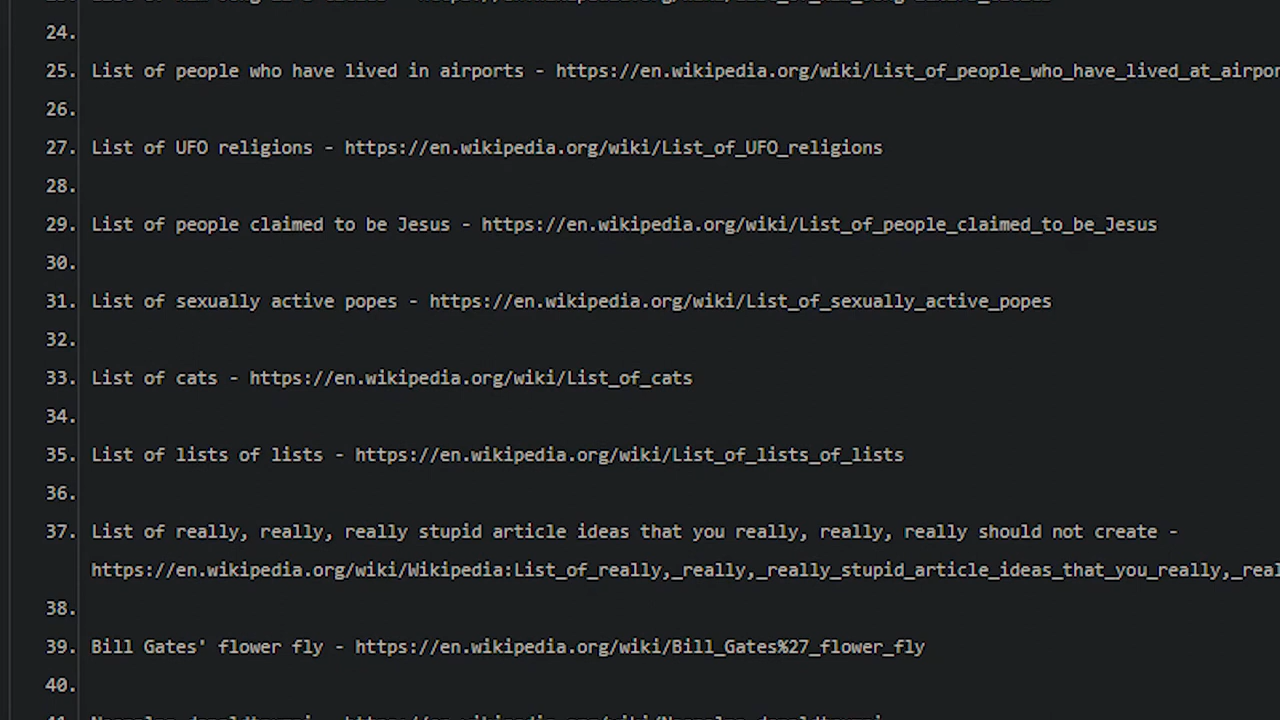 24.
25. List of people who have lived in airports - https://en.wikipedia.org/wiki/List_of_people_who_have_lived_at_airpor
26.
27. List of UFO religions - https://en.wikipedia.org/wiki/List_of_UFO_religions
28.
29. List of people claimed to be Jesus - https://en.wikipedia.org/wiki/List_of_people_claimed_to_be_Jesus
30.
31. List of sexually active popes - https://en.wikipedia.org/wiki/List_of_sexually_active_popes
32.
33. List of cats - https://en.wikipedia.org/wiki/List_of_cats
34.
35. List of lists of lists - https://en.wikipedia.org/wiki/List_of_lists_of_lists
36.
37. List of really, really, really stupid article ideas that you really, really, really should not create -
https://en.wikipedia.org/wiki/Wikipedia:List_of_really,_really,_really_stupid_article_ideas_that_you_really,_real
38.
39. Bill Gates' flower fly - https://en.wikipedia.org/wiki/Bill_Gates%27_flower_fly
40.